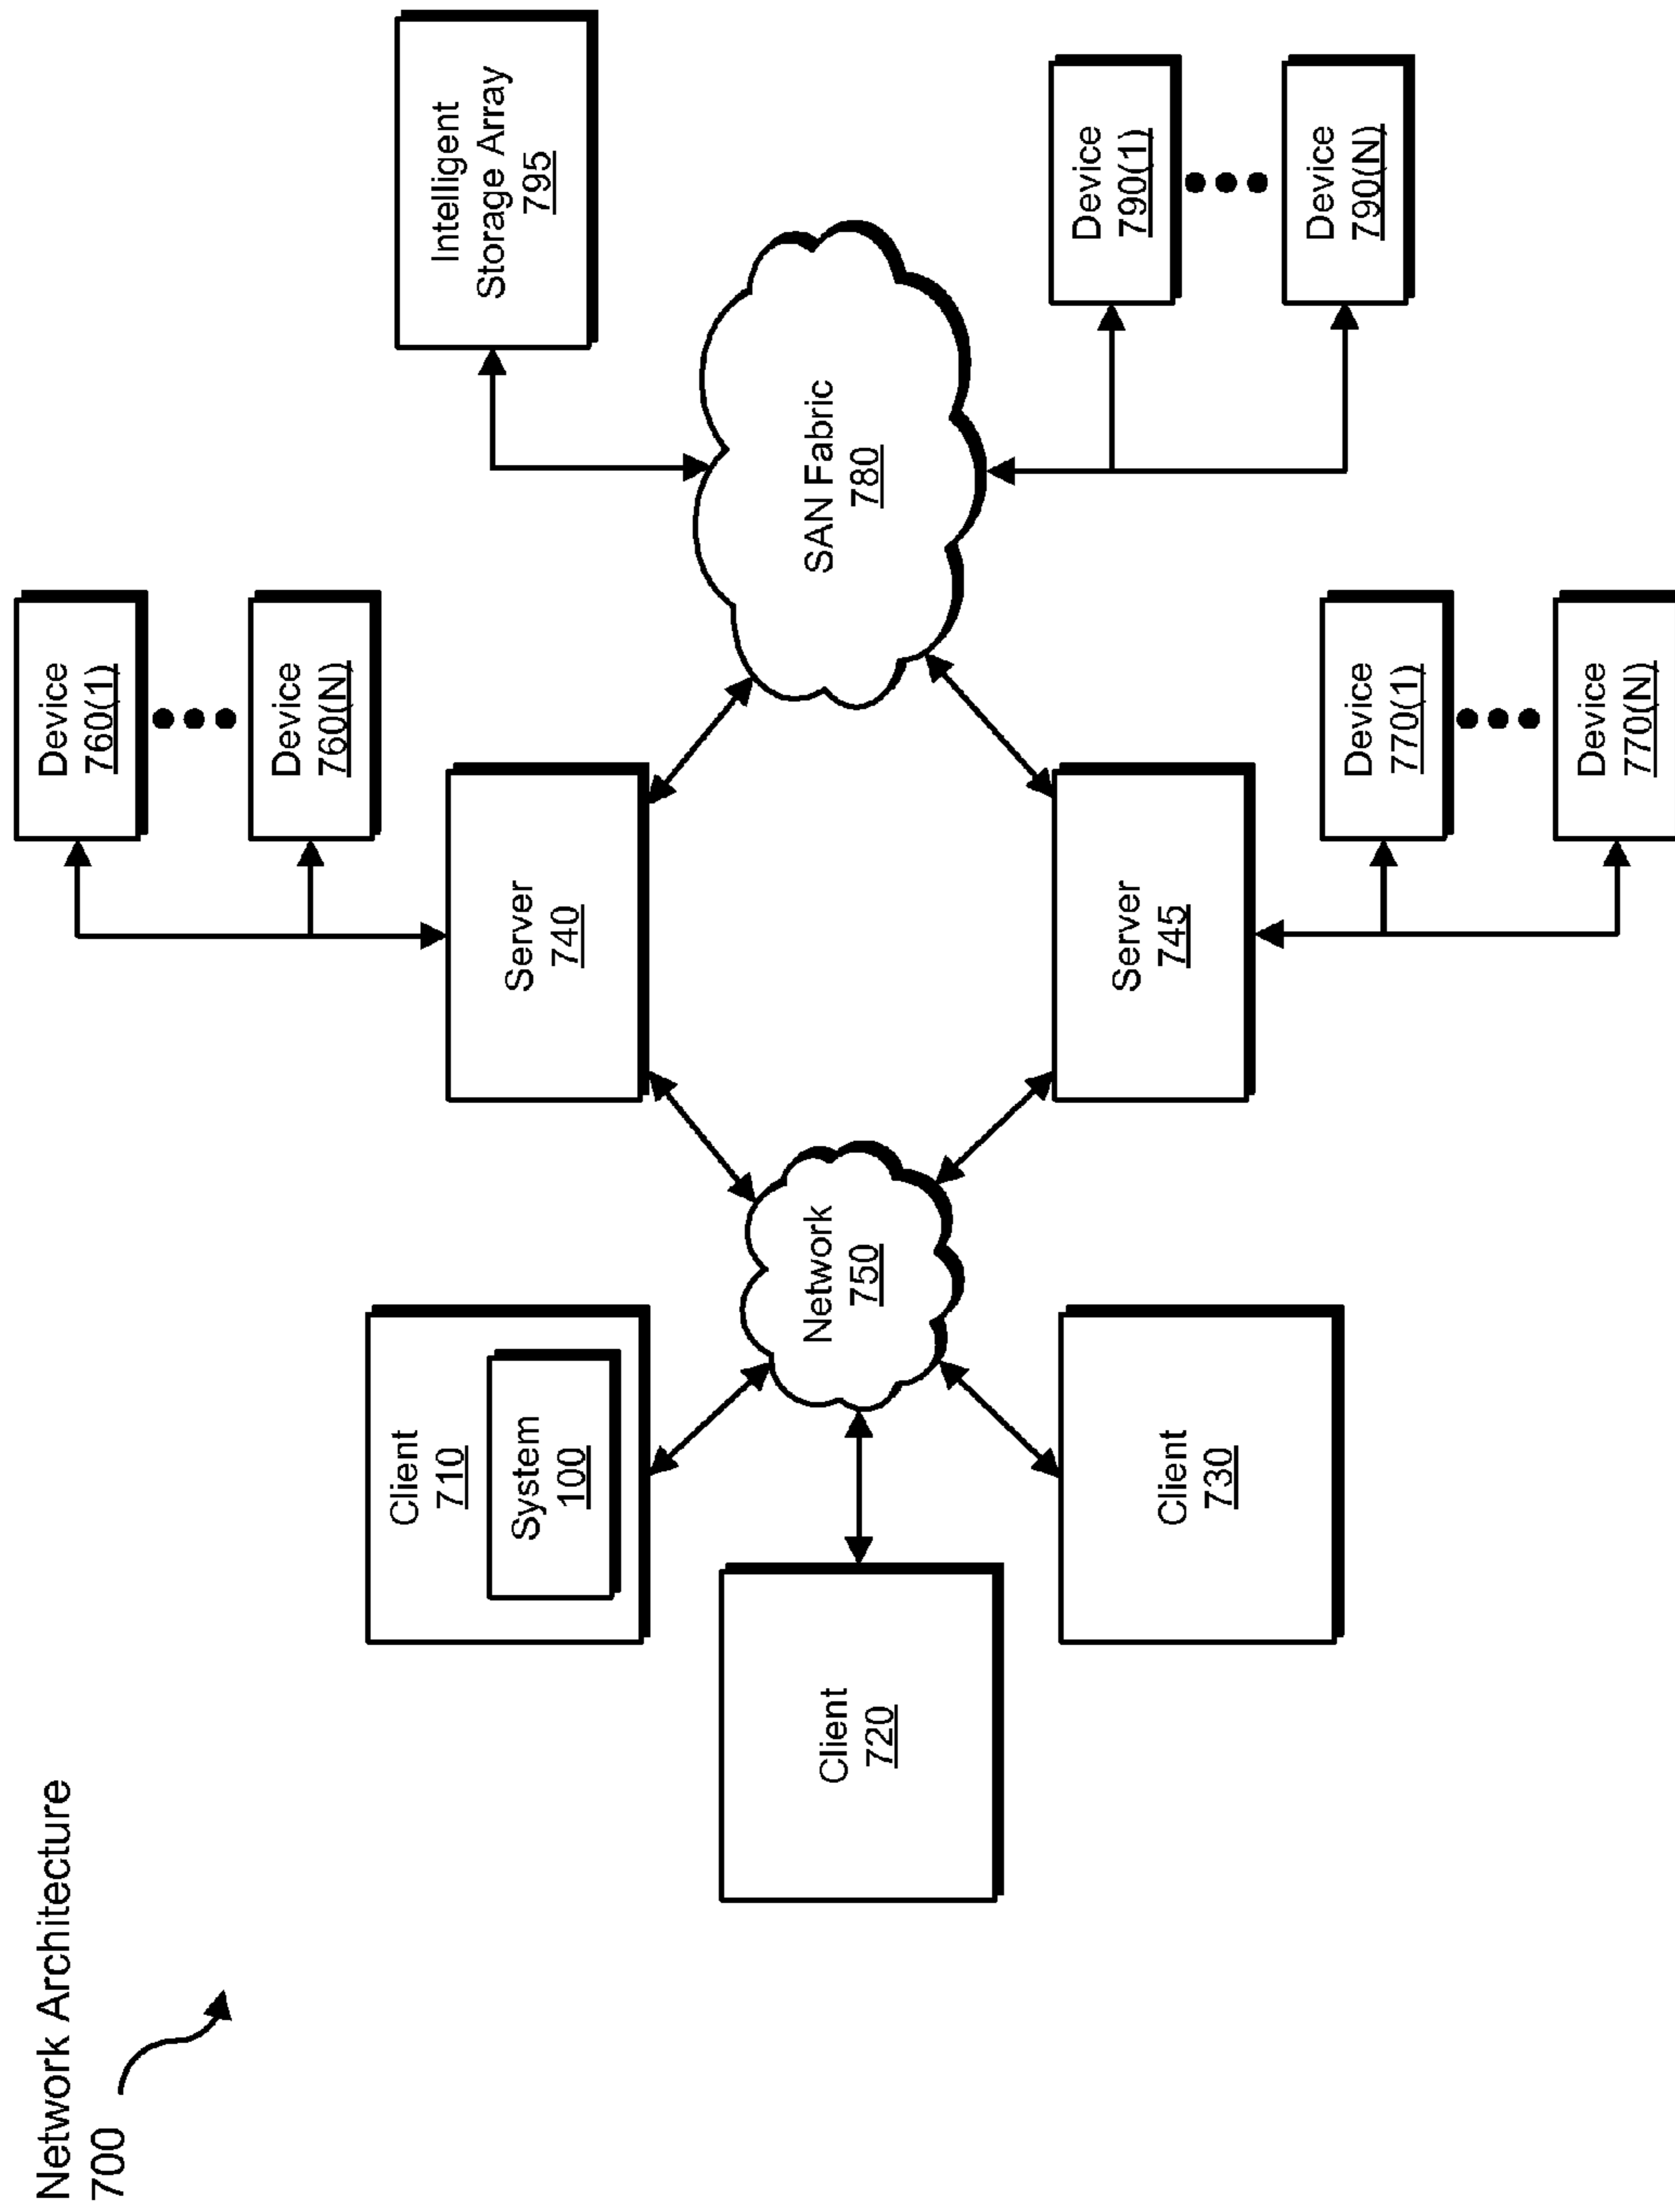 Network Architecture
700
Client
710
System
100
Client
720
Client
730
Network
750
Server
740
Server
745
Device
760(1)
Device
760(N)
Device
770(1)
Device
770(N)
SAN Fabric
780
Intelligent
Storage Array
795
Device
790(1)
Device
790(N)